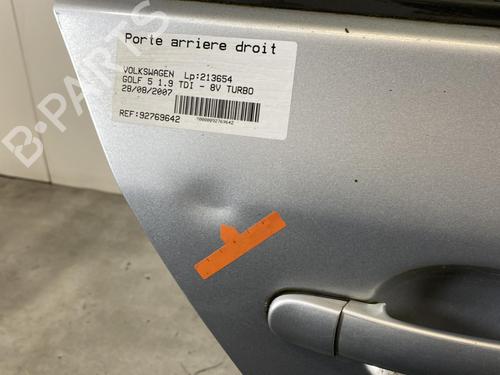 Porte arriere droit
VOLKSWAGEN Lp:213654
GOLF 5 1.9 TDI - 8V TURBO
28/08/2007
REF:92769642
*0000092769642
B-PARTS